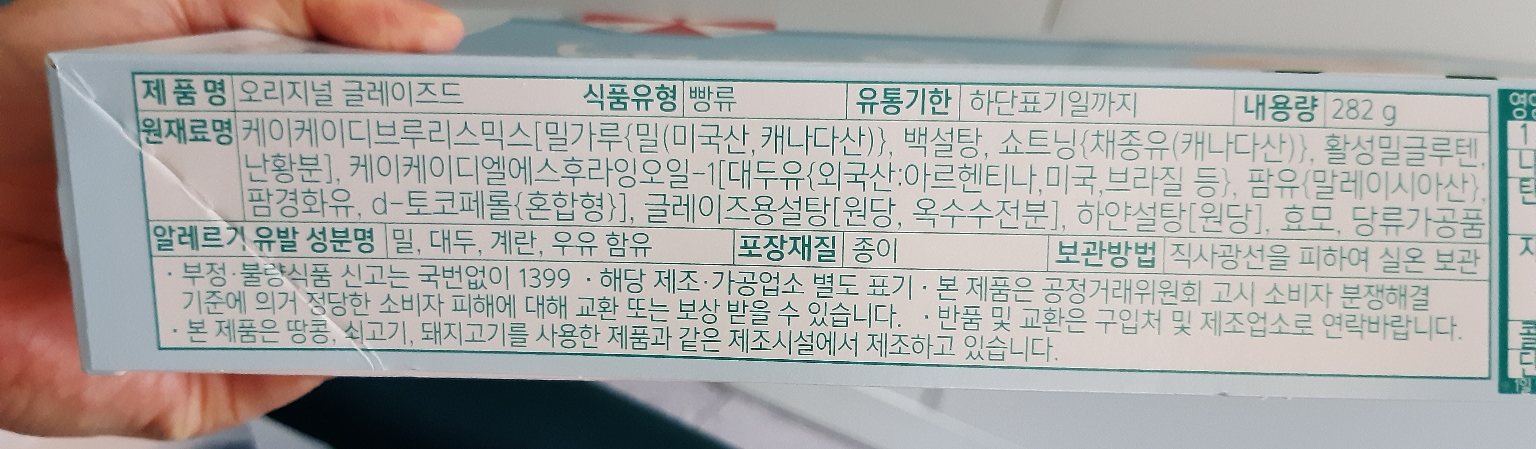 제품명 오리지널 글레이즈드 식품유형 빵류 유통기한 하단표기일까지 내용량 282 g
원재료명 케이케이디브루리스믹스[밀가루{밀(미국산,캐나다산)}, 백설탕, 쇼트닝{채종유(캐나다산)}, 활성밀글루텐,
난황분], 케이케이디엘에스후라잉오일-1[대두유{외국산:아르헨티나,미국,브라질 등}, 팜유{말레이시아산},
팜경화유, d-토코페롤{혼합형}], 글레이즈용설탕[원당, 옥수수전분], 하얀설탕[원당], 효모, 당류가공품
알레르기 유발 성분명 밀, 대두, 계란, 우유 함유 포장재질 종이 보관방법 직사광선을 피하여 실온 보관
· 부정·불량식품 신고는 국번없이 1399 · 해당 제조·가공업소 별도 표기 · 본 제품은 공정거래위원회 고시 소비자 분쟁해결
기준에 의거 정당한 소비자 피해에 대해 교환 또는 보상 받을 수 있습니다. · 반품 및 교환은 구입처 및 제조업소로 연락바랍니다.
· 본 제품은 땅콩, 쇠고기, 돼지고기를 사용한 제품과 같은 제조시설에서 제조하고 있습니다.